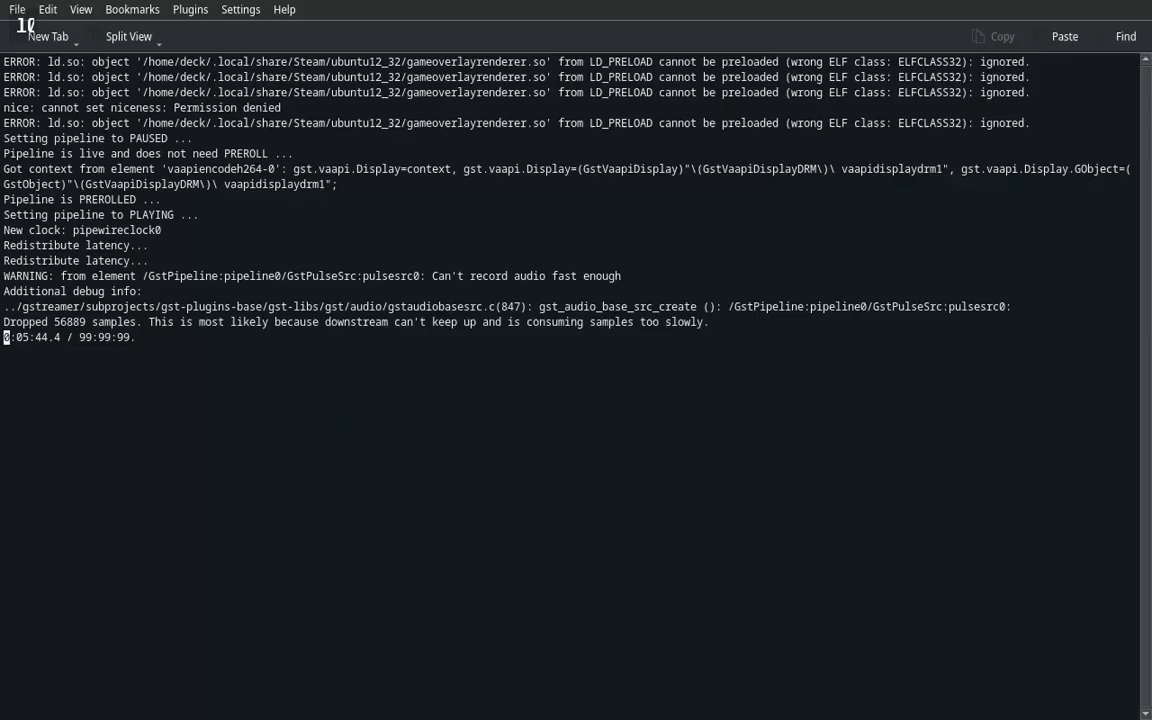 File Edit View Bookmarks Plugins Settings Help
10
New Tab Split View Copy Paste Find
ERROR: ld.so: object '/home/deck/.local/share/Steam/ubuntu12_32/gameoverlayrenderer.so' from LD_PRELOAD cannot be preloaded (wrong ELF class: ELFCLASS32): ignored.
ERROR: ld.so: object '/home/deck/.local/share/Steam/ubuntu12_32/gameoverlayrenderer.so' from LD_PRELOAD cannot be preloaded (wrong ELF class: ELFCLASS32): ignored.
ERROR: ld.so: object '/home/deck/.local/share/Steam/ubuntu12_32/gameoverlayrenderer.so' from LD_PRELOAD cannot be preloaded (wrong ELF class: ELFCLASS32): ignored.
nice: cannot set niceness: Permission denied
ERROR: ld.so: object '/home/deck/.local/share/Steam/ubuntu12_32/gameoverlayrenderer.so' from LD_PRELOAD cannot be preloaded (wrong ELF class: ELFCLASS32): ignored.
Setting pipeline to PAUSED ...
Pipeline is live and does not need PREROLL ...
Got context from element 'vaapiencodeh264-0': gst.vaapi.Display=context, gst.vaapi.Display=(GstVaapiDisplay)"\(GstVaapiDisplayDRM\)\ vaapidisplaydrm1", gst.vaapi.Display.GObject=(
GstObject)"\(GstVaapiDisplayDRM\)\ vaapidisplaydrm1";
Pipeline is PREROLLED ...
Setting pipeline to PLAYING ...
New clock: pipewireclock0
Redistribute latency...
Redistribute latency...
WARNING: from element /GstPipeline:pipeline0/GstPulseSrc:pulsesrc0: Can't record audio fast enough
Additional debug info:
../gstreamer/subprojects/gst-plugins-base/gst-libs/gst/audio/gstaudiobasesrc.c(847): gst_audio_base_src_create (): /GstPipeline:pipeline0/GstPulseSrc:pulsesrc0:
Dropped 56889 samples. This is most likely because downstream can't keep up and is consuming samples too slowly.
0:05:44.4 / 99:99:99.